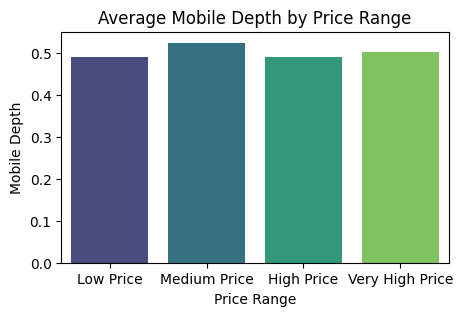 Average Mobile Depth by Price Range
0.5
0.4
0.3
0.2
0.1
0.0
Mobile Depth
Low Price Medium Price High Price Very High Price
Price Range